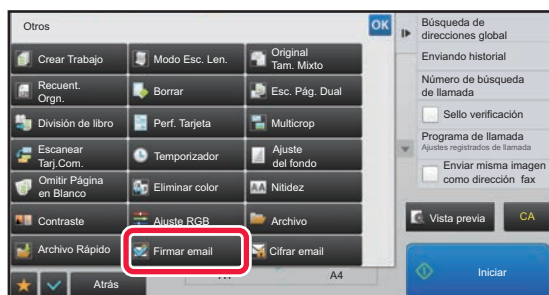 Otros
OK
Crear Trabajo
Modo Esc. Len.
Original
Tam. Mixto
Recuent.
Orgn.
Borrar
Esc. Pág. Dual
División de libro
Perf. Tarjeta
Multicrop
Escanear
Tarj.Com.
Temporizador
Ajuste
del fondo
Omitir Página
en Blanco
Eliminar color
Nitidez
Contraste
Ajuste RGB
Archivo
Archivo Rápido
Firmar email
Cifrar email
Atrás
A4
Búsqueda de
direcciones global
Enviando historial
Número de búsqueda
de llamada
Sello verificación
Programa de llamada
Ajustes registrados de llamada
Enviar misma imagen
como dirección fax
Vista previa
CA
Iniciar